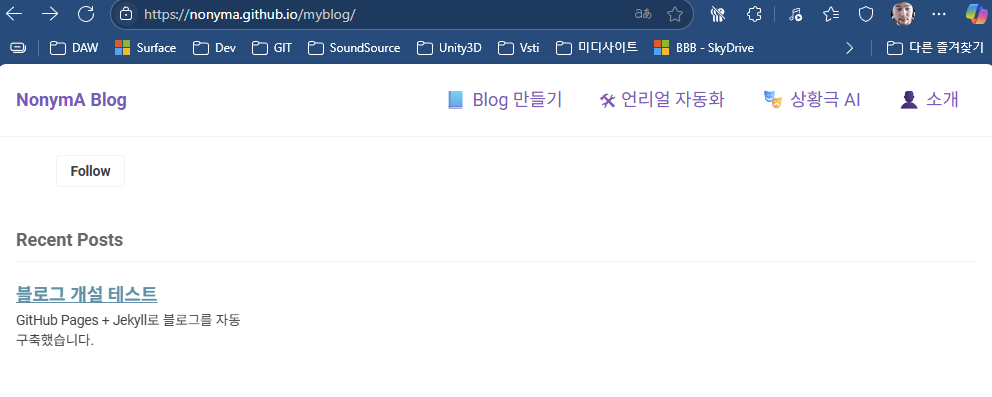 https://nonyma.github.io/myblog/ aあ
DAW Surface Dev GIT SoundSource Unity3D Vsti 미디사이트 BBB - SkyDrive 다른 즐겨찾기
NonymA Blog 📘 Blog 만들기 🛠 언리얼 자동화 🎭 상황극 AI 👤 소개
Follow
Recent Posts
블로그 개설 테스트
GitHub Pages + Jekyll로 블로그를 자동
구축했습니다.